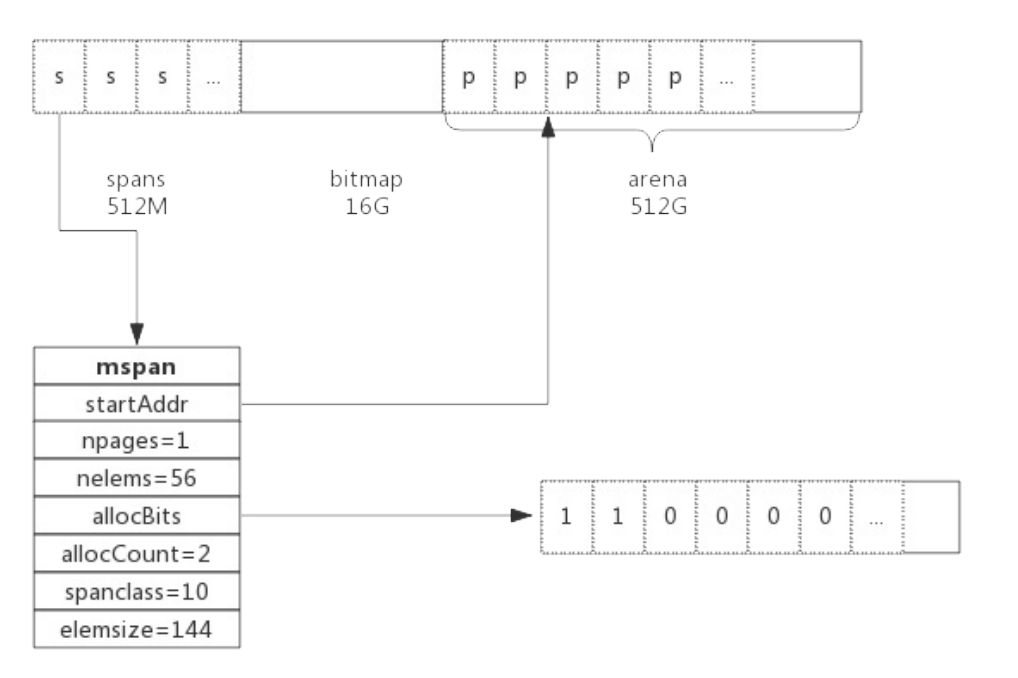 s s s ... p p p p p ...
spans bitmap arena
512M 16G 512G
mspan
startAddr
npages=1
nelems=56
allocBits
1 1 0 0 0 0 ...
allocCount=2
spanclass=10
elemsize=144